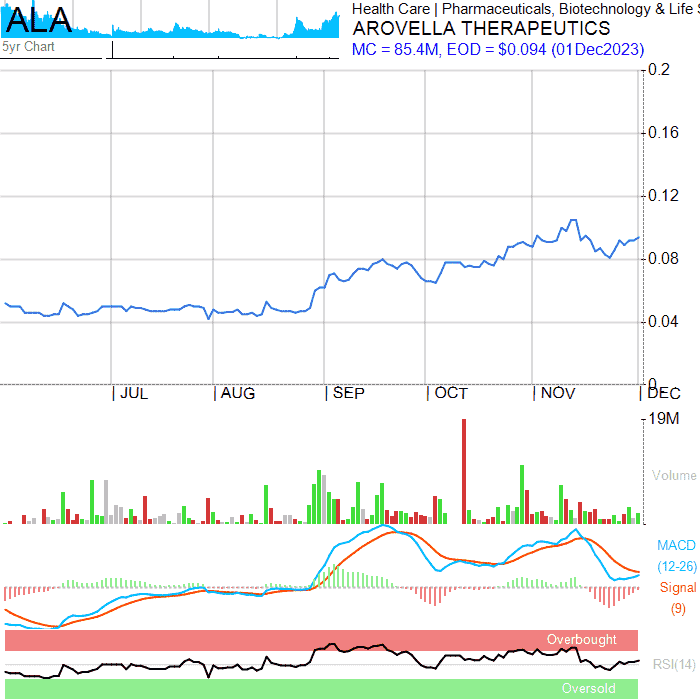 ALA
5yr Chart
Health Care | Pharmaceuticals, Biotechnology & Life S
AROVELLA THERAPEUTICS
MC = 85.4M, EOD = $0.094 (01Dec2023)
0.2
0.16
0.12
0.08
0.04
0
JUL
AUG
SEP
OCT
NOV
DEC
19M
Volume
MACD
(12-26)
Signal
(9)
Overbought
RSI(14)
Oversold